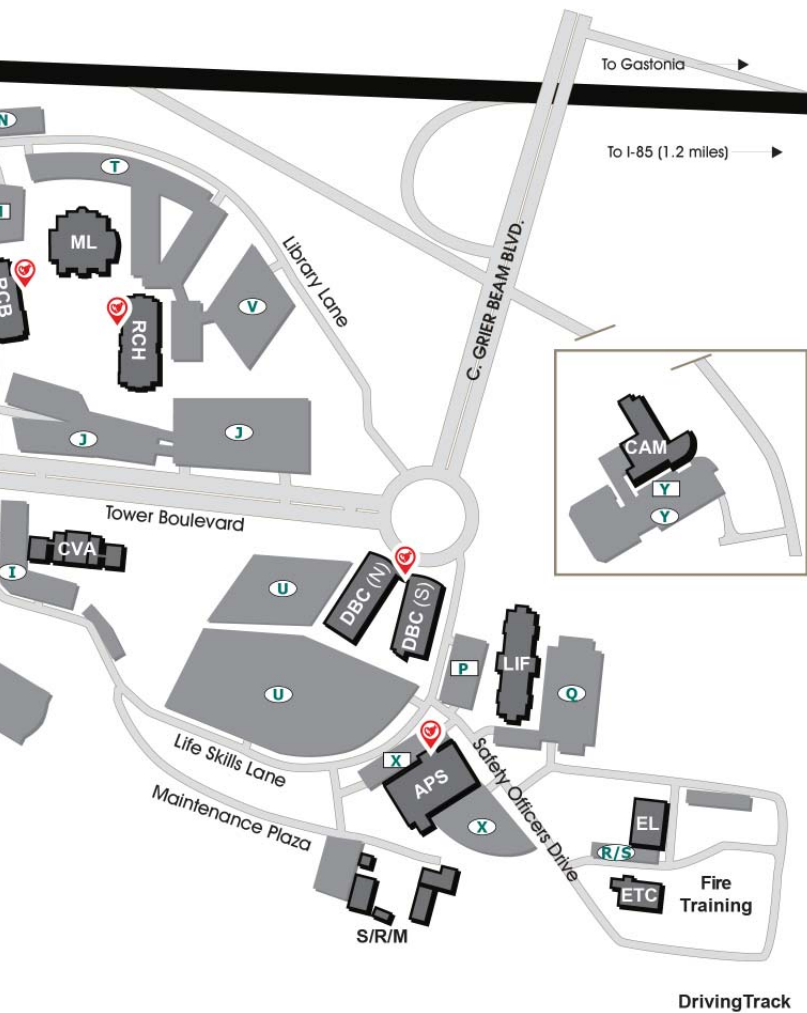 To Gastonia
N
To I-85 (1.2 miles)
T
ML
Library Lane
C. GRIER BEAM BLVD.
V
RCH
CAM
J
J
Y
Y
Tower Boulevard
CVA
I
U
DBC (N)
DBC (S)
P
LIF
U
Q
Life Skills Lane
X
APS
Safety Officers Drive
Maintenance Plaza
X
EL
R/S
ETC
Fire
Training
S/R/M
DrivingTrack